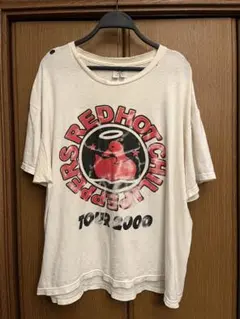 RED HOT CHILI PEPPERS
TOUR 2000